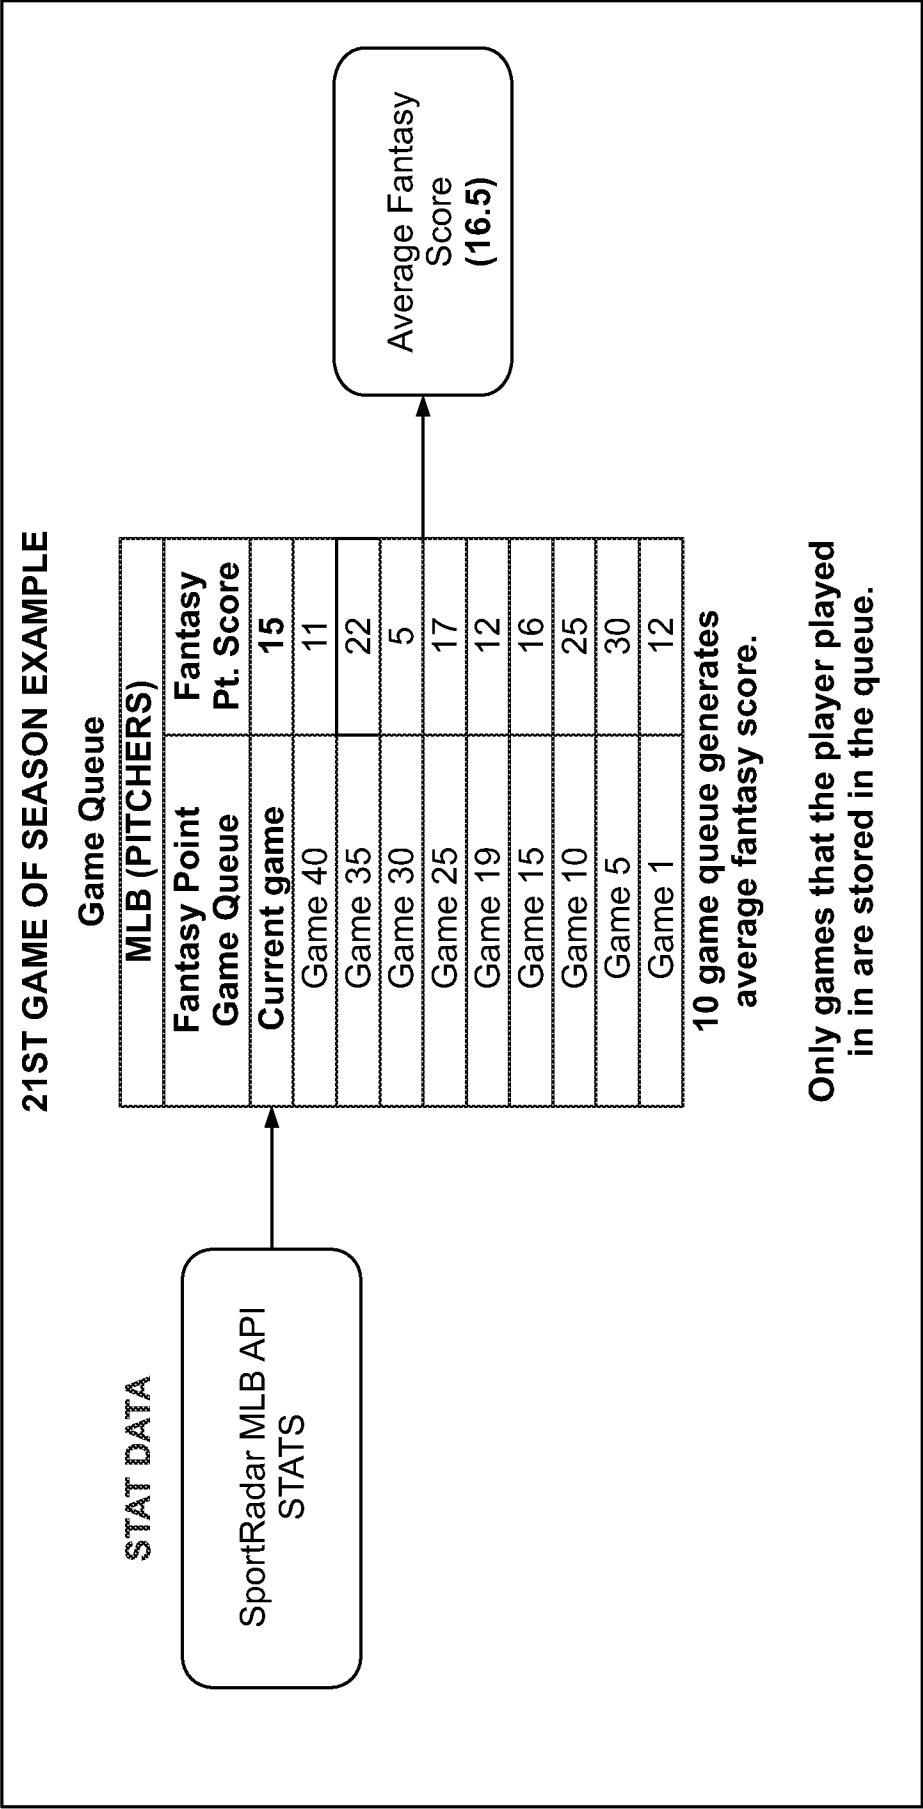 21ST GAME OF SEASON EXAMPLE
STAT DATA
SportRadar MLB API
STATS
Game Queue
MLB (PITCHERS)
Fantasy Point
Game Queue
Fantasy
Pt. Score
Current game 15
Game 40 11
Game 35 22
Game 30 5
Game 25 17
Game 19 12
Game 15 16
Game 10 25
Game 5 30
Game 1 12
10 game queue generates
average fantasy score.
Only games that the player played
in in are stored in the queue.
Average Fantasy
Score
(16.5)